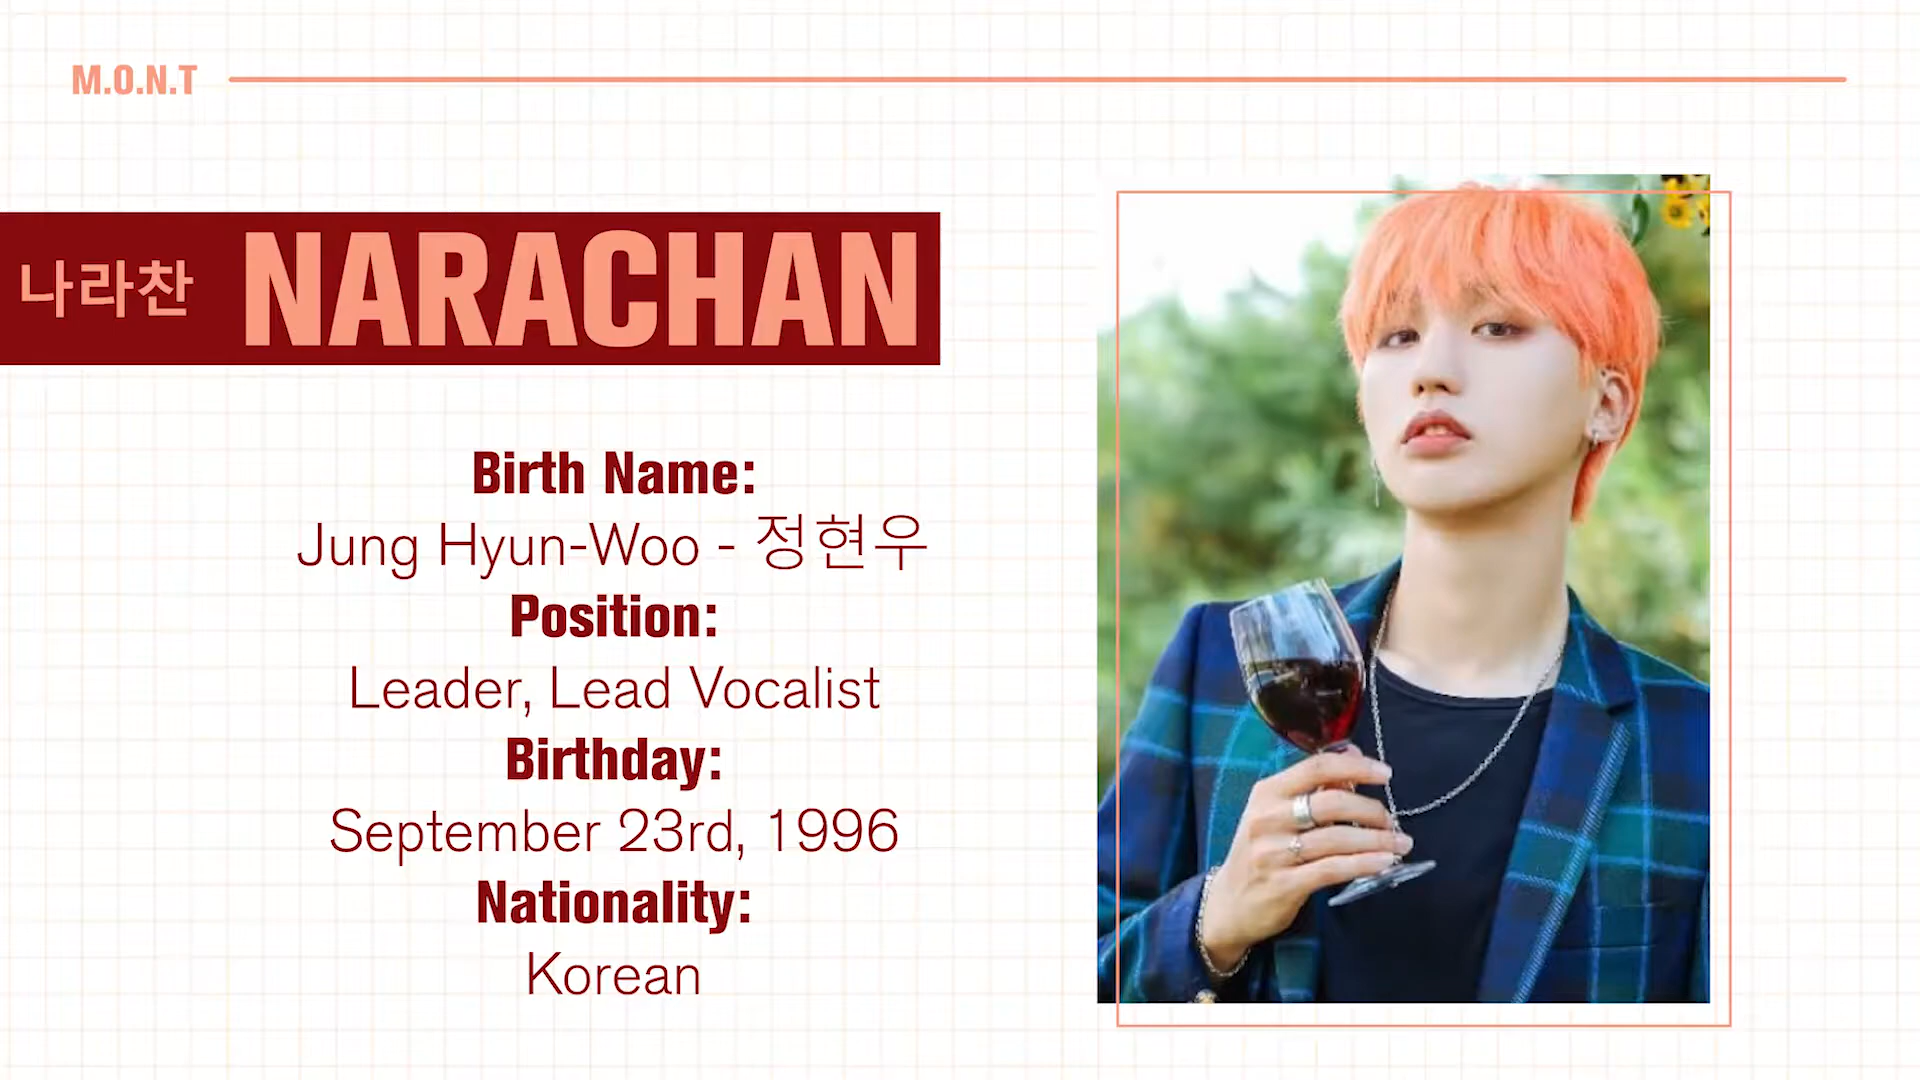 M.O.N.T
나라찬 NARACHAN
Birth Name:
Jung Hyun-Woo - 정현우
Position:
Leader, Lead Vocalist
Birthday:
September 23rd, 1996
Nationality:
Korean